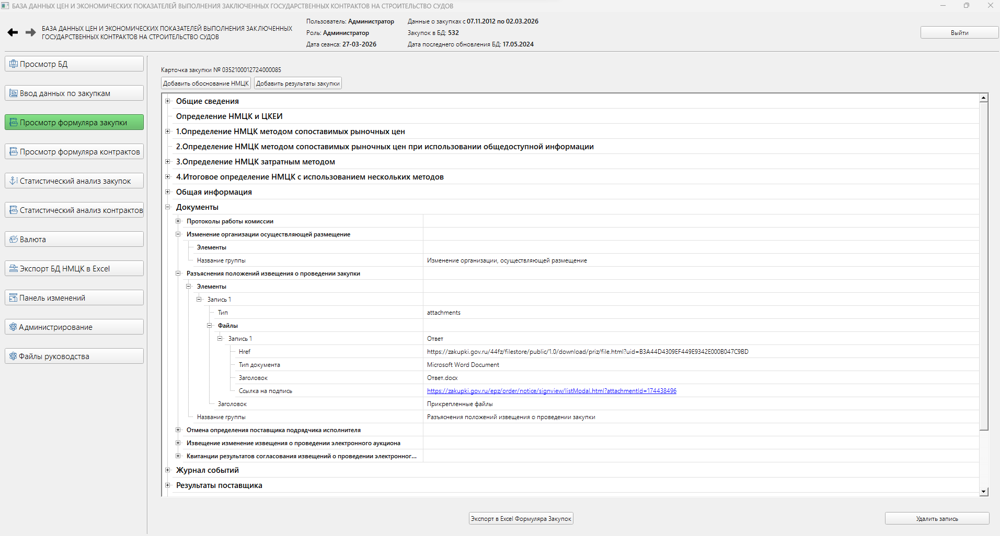 БАЗА ДАННЫХ ЦЕН И ЭКОНОМИЧЕСКИХ ПОКАЗАТЕЛЕЙ ВЫПОЛНЕНИЯ ЗАКЛЮЧЕННЫХ ГОСУДАРСТВЕННЫХ КОНТРАКТОВ НА СТРОИТЕЛЬСТВО СУДОВ
БАЗА ДАННЫХ ЦЕН И ЭКОНОМИЧЕСКИХ ПОКАЗАТЕЛЕЙ ВЫПОЛНЕНИЯ ЗАКЛЮЧЕННЫХ
ГОСУДАРСТВЕННЫХ КОНТРАКТОВ НА СТРОИТЕЛЬСТВО СУДОВ
Пользователь: Администратор
Роль: Администратор
Дата сеанса: 27-03-2026
Данные о закупках с 07.11.2012 по 02.03.2026
Закупок в БД: 532
Дата последнего обновления БД: 17.05.2024
Выйти
Просмотр БД
Ввод данных по закупкам
Просмотр формуляра закупки
Просмотр формуляра контрактов
Статистический анализ закупок
Статистический анализ контрактов
Валюта
Экспорт БД НМЦК в Excel
Панель изменений
Администрирование
Файлы руководства
Карточка закупки № 0352100012724000085
Добавить обоснование НМЦК
Добавить результаты закупки
Общие сведения
Определение НМЦК и ЦКЕИ
1.Определение НМЦК методом сопоставимых рыночных цен
2.Определение НМЦК методом сопоставимых рыночных цен при использовании общедоступной информации
3.Определение НМЦК затратным методом
4.Итоговое определение НМЦК с использованием нескольких методов
Общая информация
Документы
Протоколы работы комиссии
Изменение организации осуществляющей размещение
Элементы
Название группы Изменение организации, осуществляющей размещение
Разъяснения положений извещения о проведении закупки
Элементы
Запись 1
Тип attachments
Файлы
Запись 1 Ответ
Href https://zakupki.gov.ru/44fz/filestore/public/1.0/download/priz/file.html?uid=B3A44D4309EF449E9342E000B047C9BD
Тип документа Microsoft Word Document
Заголовок Ответ.docx
Ссылка на подпись https://zakupki.gov.ru/epz/order/notice/signview/listModal.html?attachmentId=174438496
Заголовок Прикрепленные файлы
Название группы Разъяснения положений извещения о проведении закупки
Отмена определения поставщика подрядчика исполнителя
Извещение изменение извещения о проведении электронного аукциона
Квитанции результатов согласования извещений о проведении электронног...
Журнал событий
Результаты поставщика
Экспорт в Excel Формуляра Закупок
Удалить запись